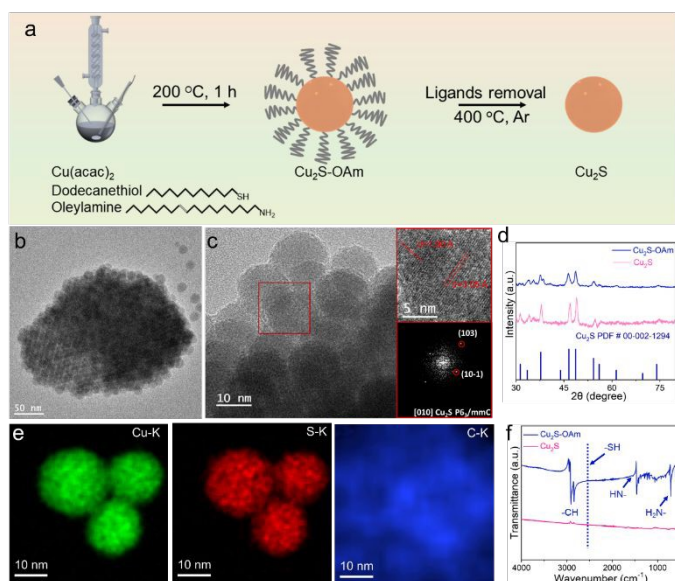 a
200 °C, 1 h
Ligands removal
400 °C, Ar
Cu(acac)₂
Dodecanethiol
SH
Oleylamine
NH₂
Cu₂S-OAm
Cu₂S
b
50 nm
c
10 nm
5 nm
(103)
(10-1)
[010] Cu₂S P6₃/mmC
d
Intensity (a.u.)
Cu₂S-OAm
Cu₂S
Cu₂S PDF # 00-002-1294
30 45 60 75
2θ (degree)
e
Cu-K
10 nm
S-K
10 nm
C-K
10 nm
f
Transmittance (a.u.)
Cu₂S-OAm
Cu₂S
-SH
HN-
-CH
H₂N-
4000 3000 2000 1000
Wavenumber (cm⁻¹)